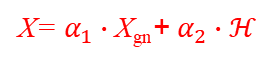 X= α₁ · X_gn + α₂ · ℋ